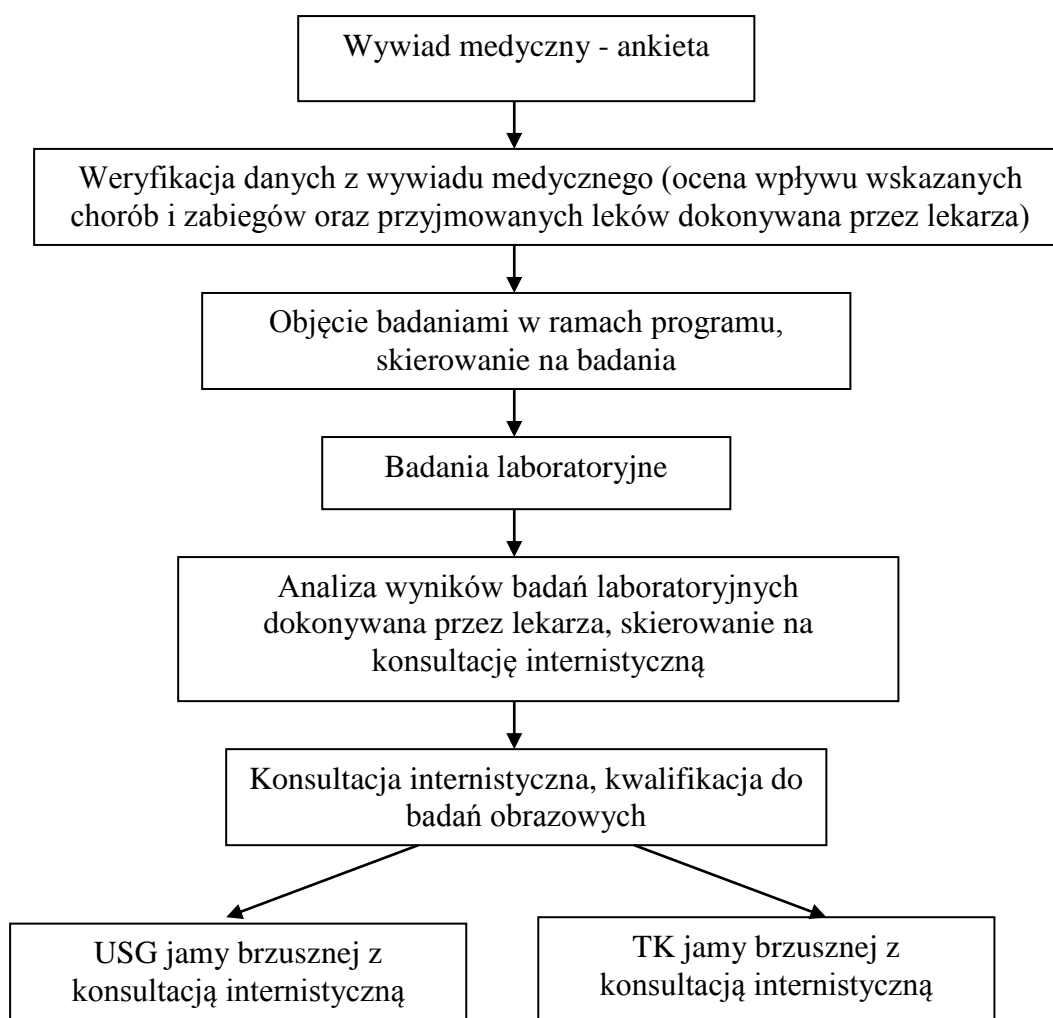 Wywiad medyczny - ankieta
Weryfikacja danych z wywiadu medycznego (ocena wpływu wskazanych
chorób i zabiegów oraz przyjmowanych leków dokonywana przez lekarza)
Objęcie badaniami w ramach programu,
skierowanie na badania
Badania laboratoryjne
Analiza wyników badań laboratoryjnych
dokonywana przez lekarza, skierowanie na
konsultację internistyczną
Konsultacja internistyczna, kwalifikacja do
badań obrazowych
USG jamy brzusznej z
konsultacją internistyczną
TK jamy brzusznej z
konsultacją internistyczną